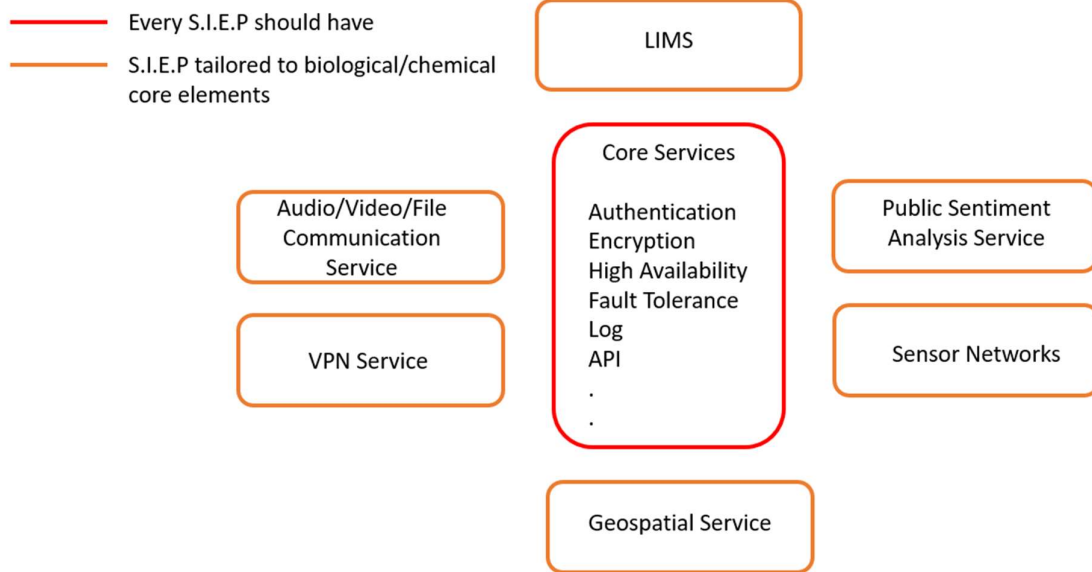 Every S.I.E.P should have
S.I.E.P tailored to biological/chemical
core elements
LIMS
Core Services
Authentication
Encryption
High Availability
Fault Tolerance
Log
API
.
.
Audio/Video/File
Communication
Service
VPN Service
Public Sentiment
Analysis Service
Sensor Networks
Geospatial Service